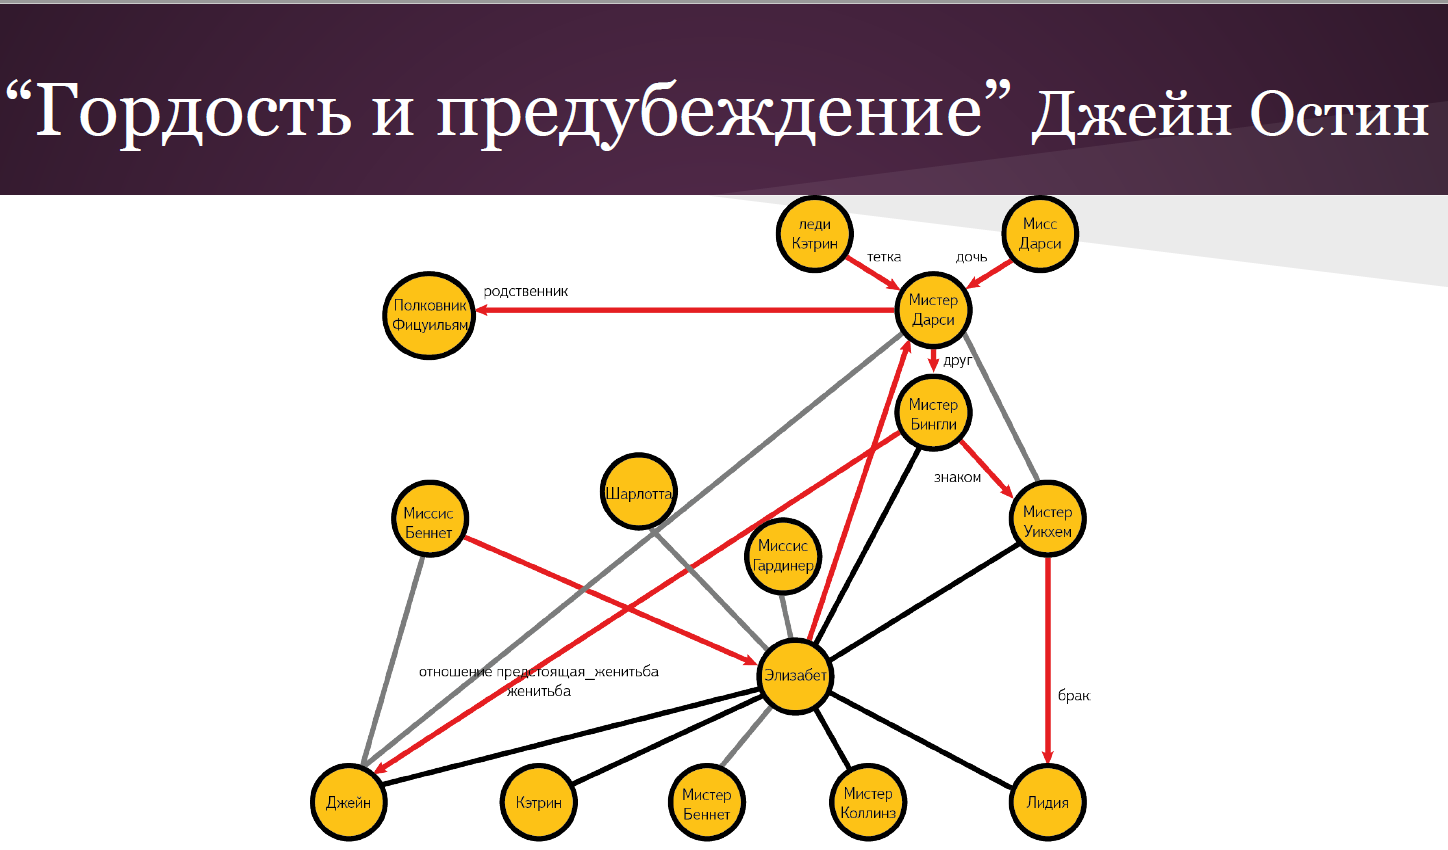 “Гордость и предубеждение” Джейн Остин
леди
Кэтрин
Мисс
Дарси
тетка
дочь
родственник
Полковник
Фицуильям
Мистер
Дарси
друг
Мистер
Бингли
знаком
Шарлотта
Миссис
Беннет
Мистер
Уикхем
Миссис
Гардинер
отношение предстоящая_женитьба
женитьба
Элизабет
брак
Джейн
Кэтрин
Мистер
Беннет
Мистер
Коллинз
Лидия